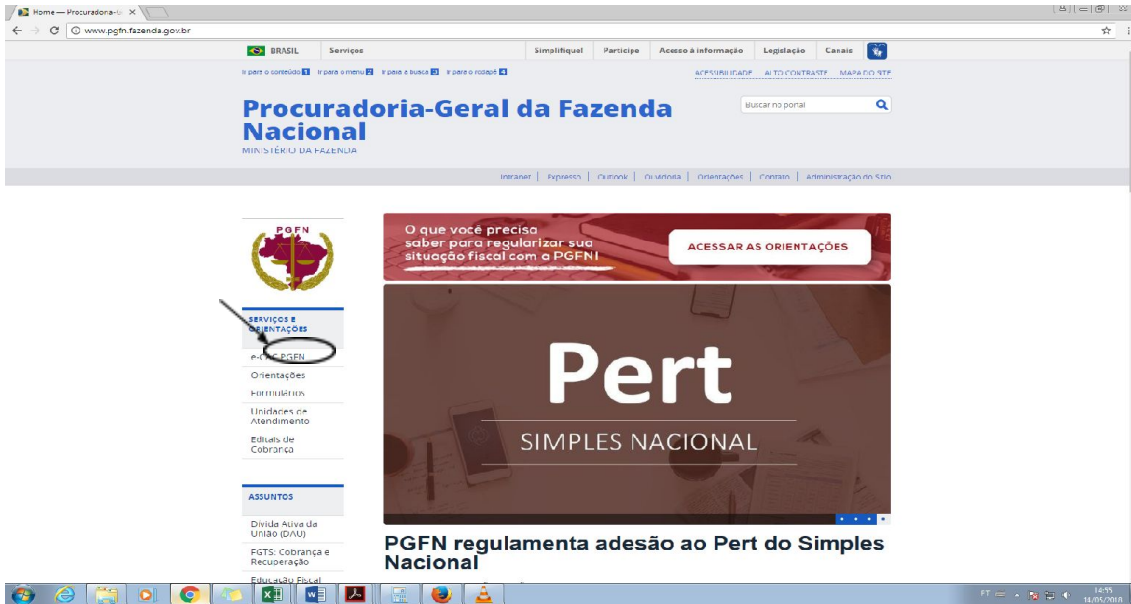 Home — Procuradoria-G
www.pgfn.fazenda.gov.br
BRASIL Serviços Simplifique! Participe Acesso à informação Legislação Canais
Ir para o conteúdo 1 Ir para o menu 2 Ir para a busca 3 Ir para o rodapé 4 ACESSIBILIDADE ALTO CONTRASTE MAPA DO SITE
Procuradoria-Geral da Fazenda
Nacional
MINISTÉRIO DA FAZENDA
Buscar no portal
Intranet | Expresso | Outlook | Ouvidoria | Orientações | Contato | Administração do Sítio
PGFN
O que você precisa
saber para regularizar sua
situação fiscal com a PGFN!
ACESSAR AS ORIENTAÇÕES
SERVIÇOS E
ORIENTAÇÕES
e-CAC PGFN
Orientações
Formulários
Unidades de
Atendimento
Editais de
Cobrança
Pert
SIMPLES NACIONAL
ASSUNTOS
Dívida Ativa da
União (DAU)
FGTS: Cobrança e
Recuperação
Educação Fiscal
PGFN regulamenta adesão ao Pert do Simples
Nacional
PT
14:55
14/05/2018